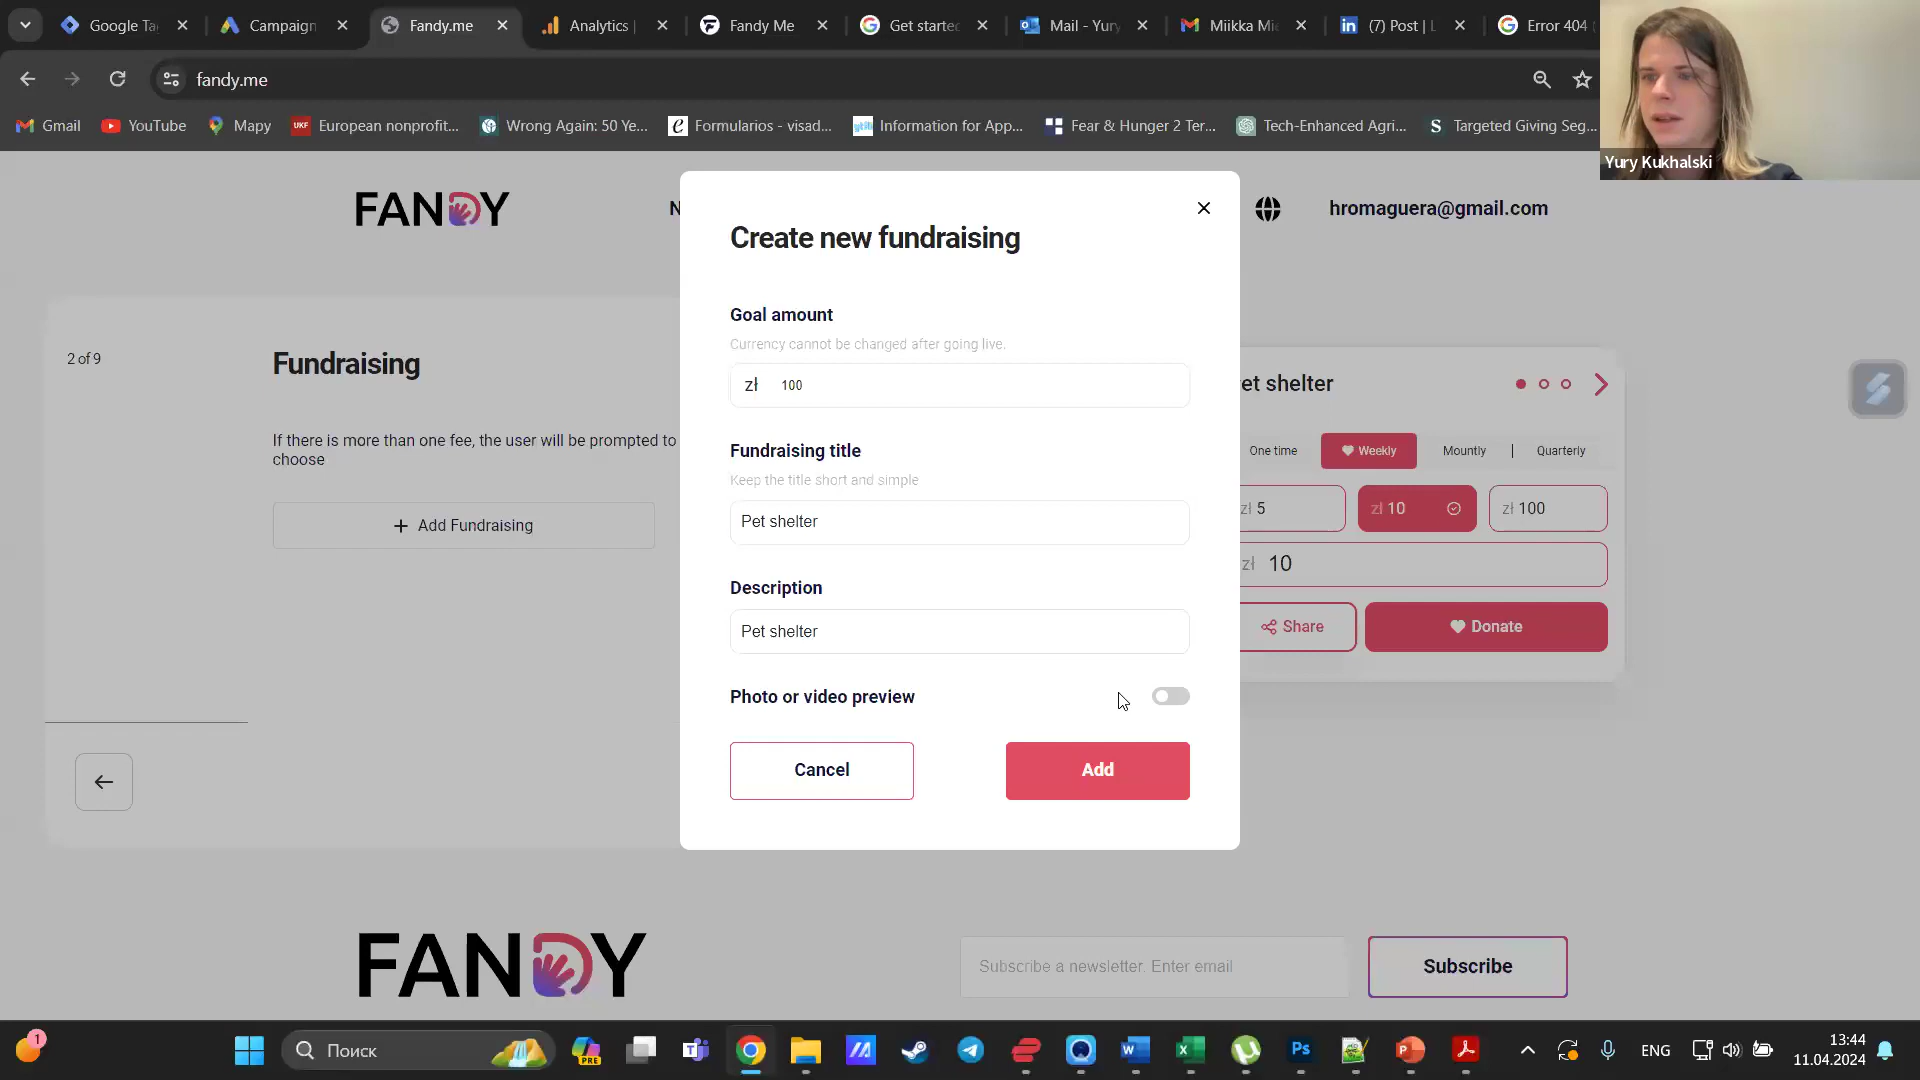 Google Ta
Campaign
Fandy.me
Analytics |
Fandy Me
Get starte
Mail - Yury
Miikka Mi
(7) Post | L
Error 404
fandy.me
Gmail
YouTube
Mapy
European nonprofit...
Wrong Again: 50 Ye...
Formularios - visad...
Information for App...
Fear & Hunger 2 Ter...
Tech-Enhanced Agri...
Targeted Giving Seg...
Yury Kukhalski
FANDY
N
hromaguera@gmail.com
Create new fundraising
Goal amount
Currency cannot be changed after going live.
zł 100
Fundraising title
Keep the title short and simple
Pet shelter
Description
Pet shelter
Photo or video preview
Cancel
Add
2 of 9
Fundraising
If there is more than one fee, the user will be prompted to
choose
+ Add Fundraising
et shelter
One time
Weekly
Mountly
|
Quarterly
zł 5
zł 10
zł 100
zł 10
Share
Donate
FANDY
Subscribe a newsletter. Enter email
Subscribe
1
Поиск
PRE
ENG
13:44
11.04.2024